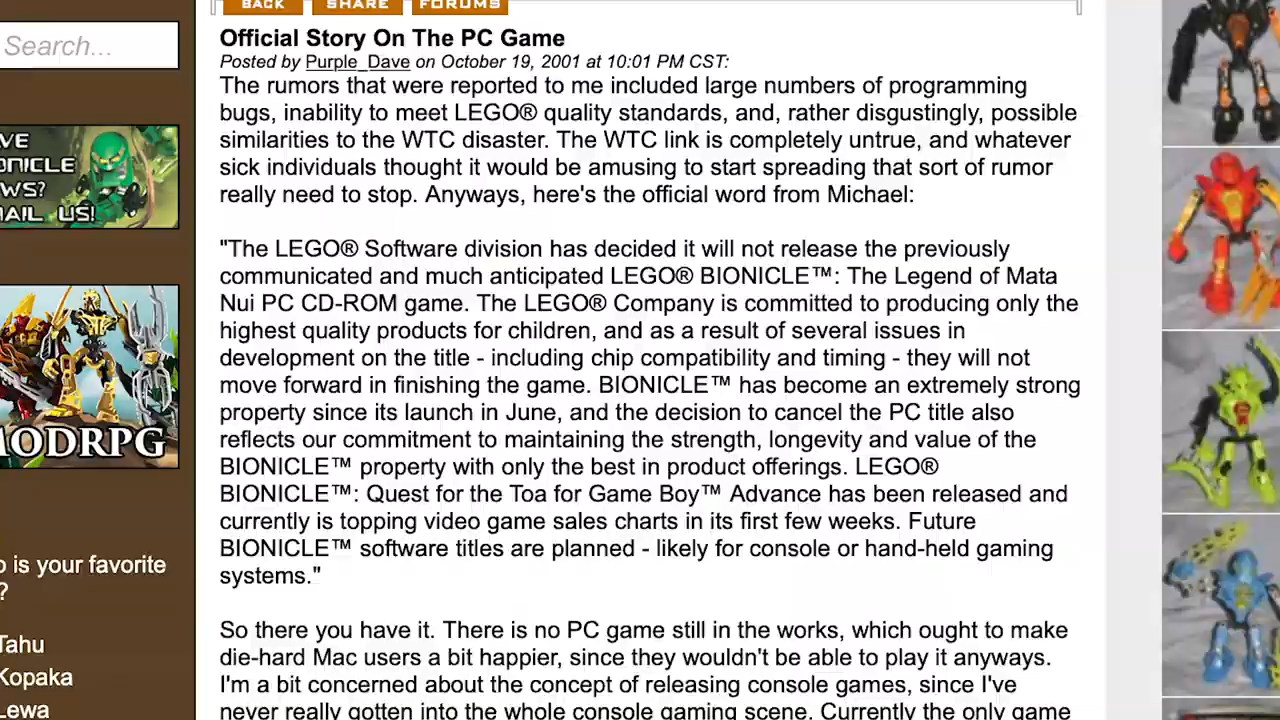 BACK SHARE FORUMS
Search...
Official Story On The PC Game
Posted by Purple_Dave on October 19, 2001 at 10:01 PM CST:
The rumors that were reported to me included large numbers of programming
bugs, inability to meet LEGO® quality standards, and, rather disgustingly, possible
similarities to the WTC disaster. The WTC link is completely untrue, and whatever
sick individuals thought it would be amusing to start spreading that sort of rumor
really need to stop. Anyways, here's the official word from Michael:
"The LEGO® Software division has decided it will not release the previously
communicated and much anticipated LEGO® BIONICLE™: The Legend of Mata
Nui PC CD-ROM game. The LEGO® Company is committed to producing only the
highest quality products for children, and as a result of several issues in
development on the title - including chip compatibility and timing - they will not
move forward in finishing the game. BIONICLE™ has become an extremely strong
property since its launch in June, and the decision to cancel the PC title also
reflects our commitment to maintaining the strength, longevity and value of the
BIONICLE™ property with only the best in product offerings. LEGO®
BIONICLE™: Quest for the Toa for Game Boy™ Advance has been released and
currently is topping video game sales charts in its first few weeks. Future
BIONICLE™ software titles are planned - likely for console or hand-held gaming
systems."
So there you have it. There is no PC game still in the works, which ought to make
die-hard Mac users a bit happier, since they wouldn't be able to play it anyways.
I'm a bit concerned about the concept of releasing console games, since I've
never really gotten into the whole console gaming scene. Currently the only game
VE
ONICLE
WS?
AIL US!
MODRPG
o is your favorite
?
Tahu
Kopaka
Lewa